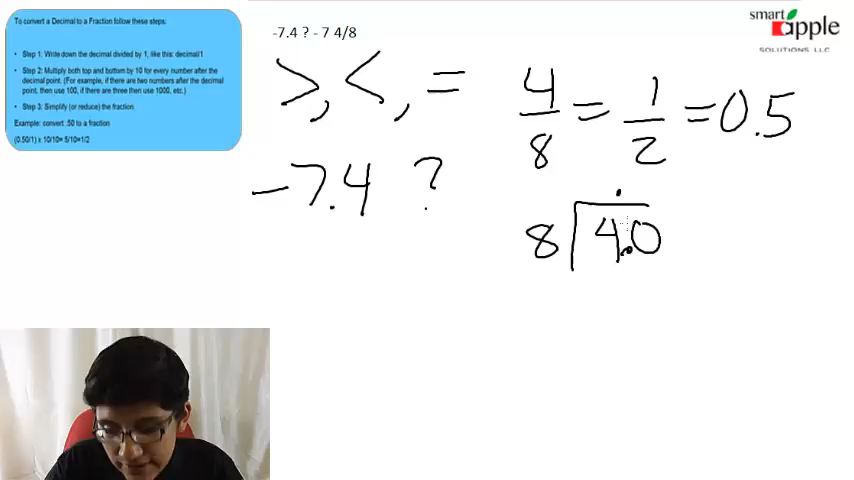 To convert a Decimal to a Fraction follow these steps:
• Step 1: Write down the decimal divided by 1, like this: decimal/1
• Step 2: Multiply both top and bottom by 10 for every number after the
decimal point. (For example, if there are two numbers after the decimal
point, then use 100, if there are three then use 1000, etc.)
• Step 3: Simplify (or reduce) the fraction.
Example: convert .50 to a fraction
(0.50/1) x 10/10= 5/10=1/2
-7.4 ? - 7 4/8
smart
apple
SOLUTIONS LLC
>, <, =
4/8 = 1/2 = 0.5
-7.4 ?
8 4.0